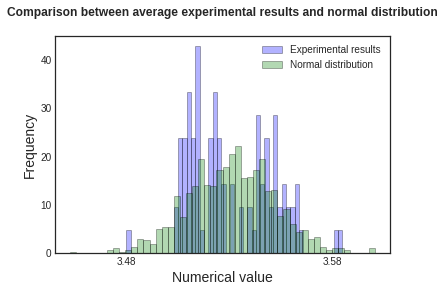 Comparison between average experimental results and normal distribution
Experimental results
Normal distribution
40
30
20
10
0
Frequency
3.48
3.58
Numerical value